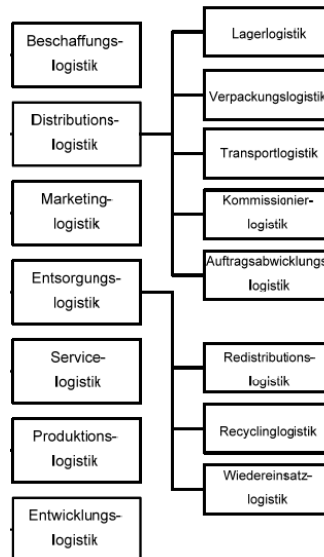 Beschaffungs-
logistik
Distributions-
logistik
Marketing-
logistik
Entsorgungs-
logistik
Service-
logistik
Produktions-
logistik
Entwicklungs-
logistik
Lagerlogistik
Verpackungslogistik
Transportlogistik
Kommissionier-
logistik
Auftragsabwicklungs
logistik
Redistributions-
logistik
Recyclinglogistik
Wiedereinsatz-
logistik